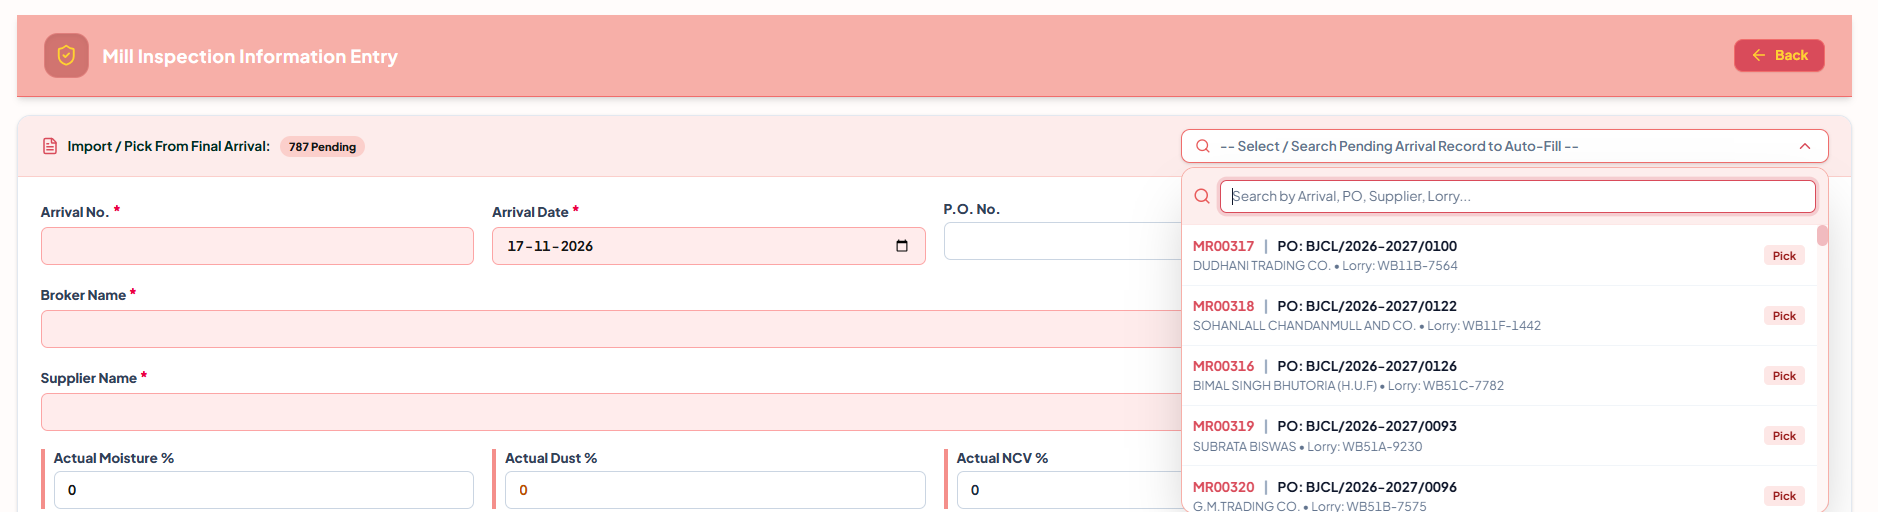 Mill Inspection Information Entry
Back
Import / Pick From Final Arrival: 787 Pending
-- Select / Search Pending Arrival Record to Auto-Fill --
Search by Arrival, PO, Supplier, Lorry...
Arrival No. *
Arrival Date *
17-11-2026
P.O. No.
Broker Name *
Supplier Name *
Actual Moisture %
0
Actual Dust %
0
Actual NCV %
0
MR00317 | PO: BJCL/2026-2027/0100
DUDHANI TRADING CO. • Lorry: WB11B-7564
Pick
MR00318 | PO: BJCL/2026-2027/0122
SOHANLALL CHANDANMULL AND CO. • Lorry: WB11F-1442
Pick
MR00316 | PO: BJCL/2026-2027/0126
BIMAL SINGH BHUTORIA (H.U.F) • Lorry: WB51C-7782
Pick
MR00319 | PO: BJCL/2026-2027/0093
SUBRATA BISWAS • Lorry: WB51A-9230
Pick
MR00320 | PO: BJCL/2026-2027/0096
G.M.TRADING CO. • Lorry: WB51B-7575
Pick